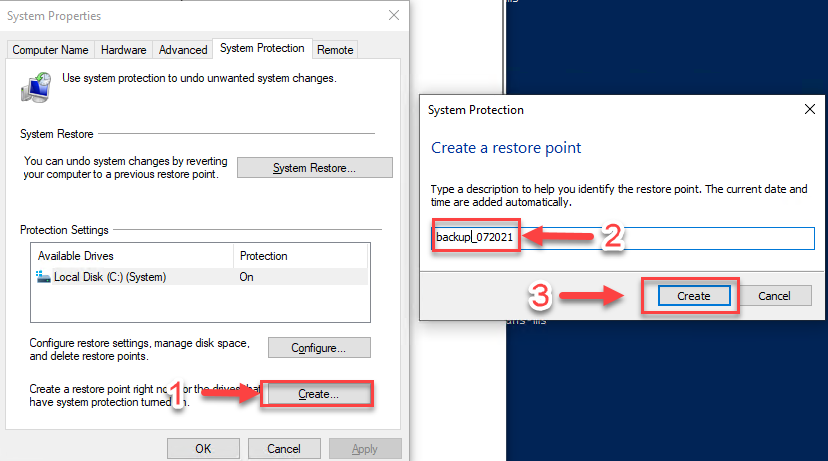 System Properties
Computer Name
Hardware
Advanced
System Protection
Remote
Use system protection to undo unwanted system changes.
System Restore
You can undo system changes by reverting
your computer to a previous restore point.
System Restore...
Protection Settings
Available Drives
Protection
Local Disk (C:) (System)
On
Configure restore settings, manage disk space,
and delete restore points.
Configure...
Create a restore point right now for the drives that
have system protection turned on.
1
Create...
OK
Cancel
Apply
System Protection
Create a restore point
Type a description to help you identify the restore point. The current date and
time are added automatically.
backup_072021
2
3
Create
Cancel